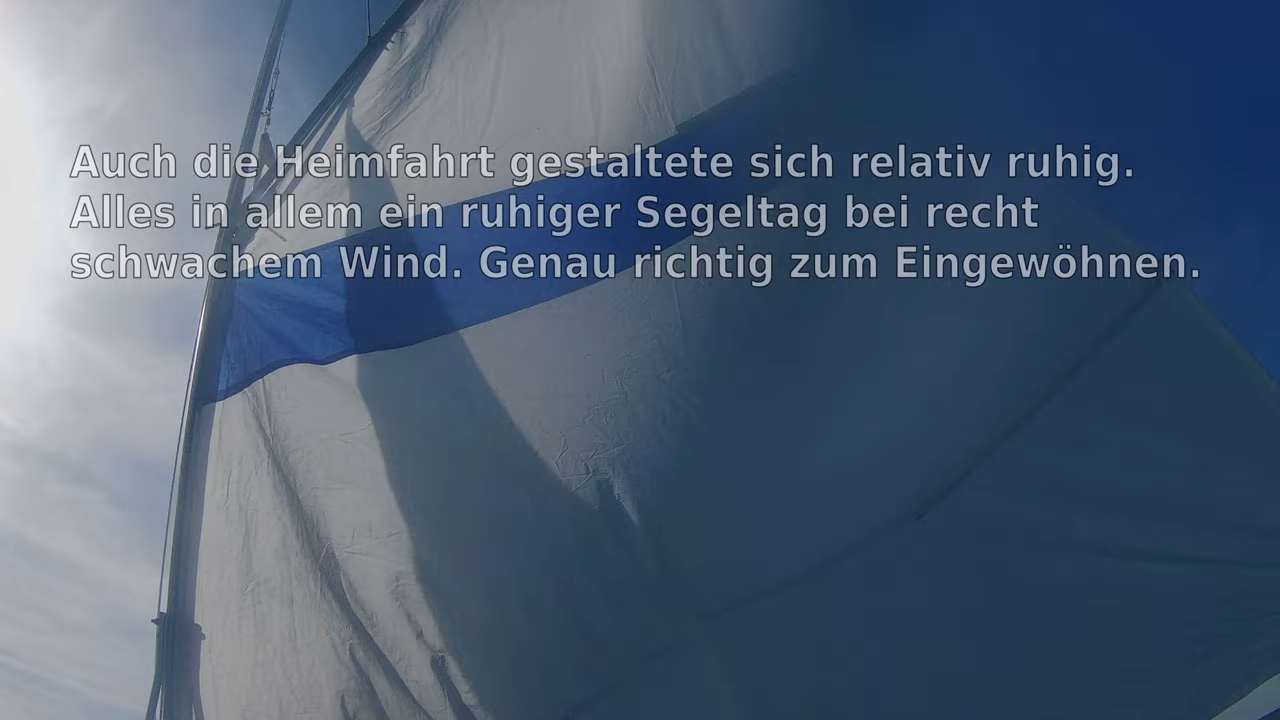 Auch die Heimfahrt gestaltete sich relativ ruhig.
Alles in allem ein ruhiger Segeltag bei recht
schwachem Wind. Genau richtig zum Eingewöhnen.